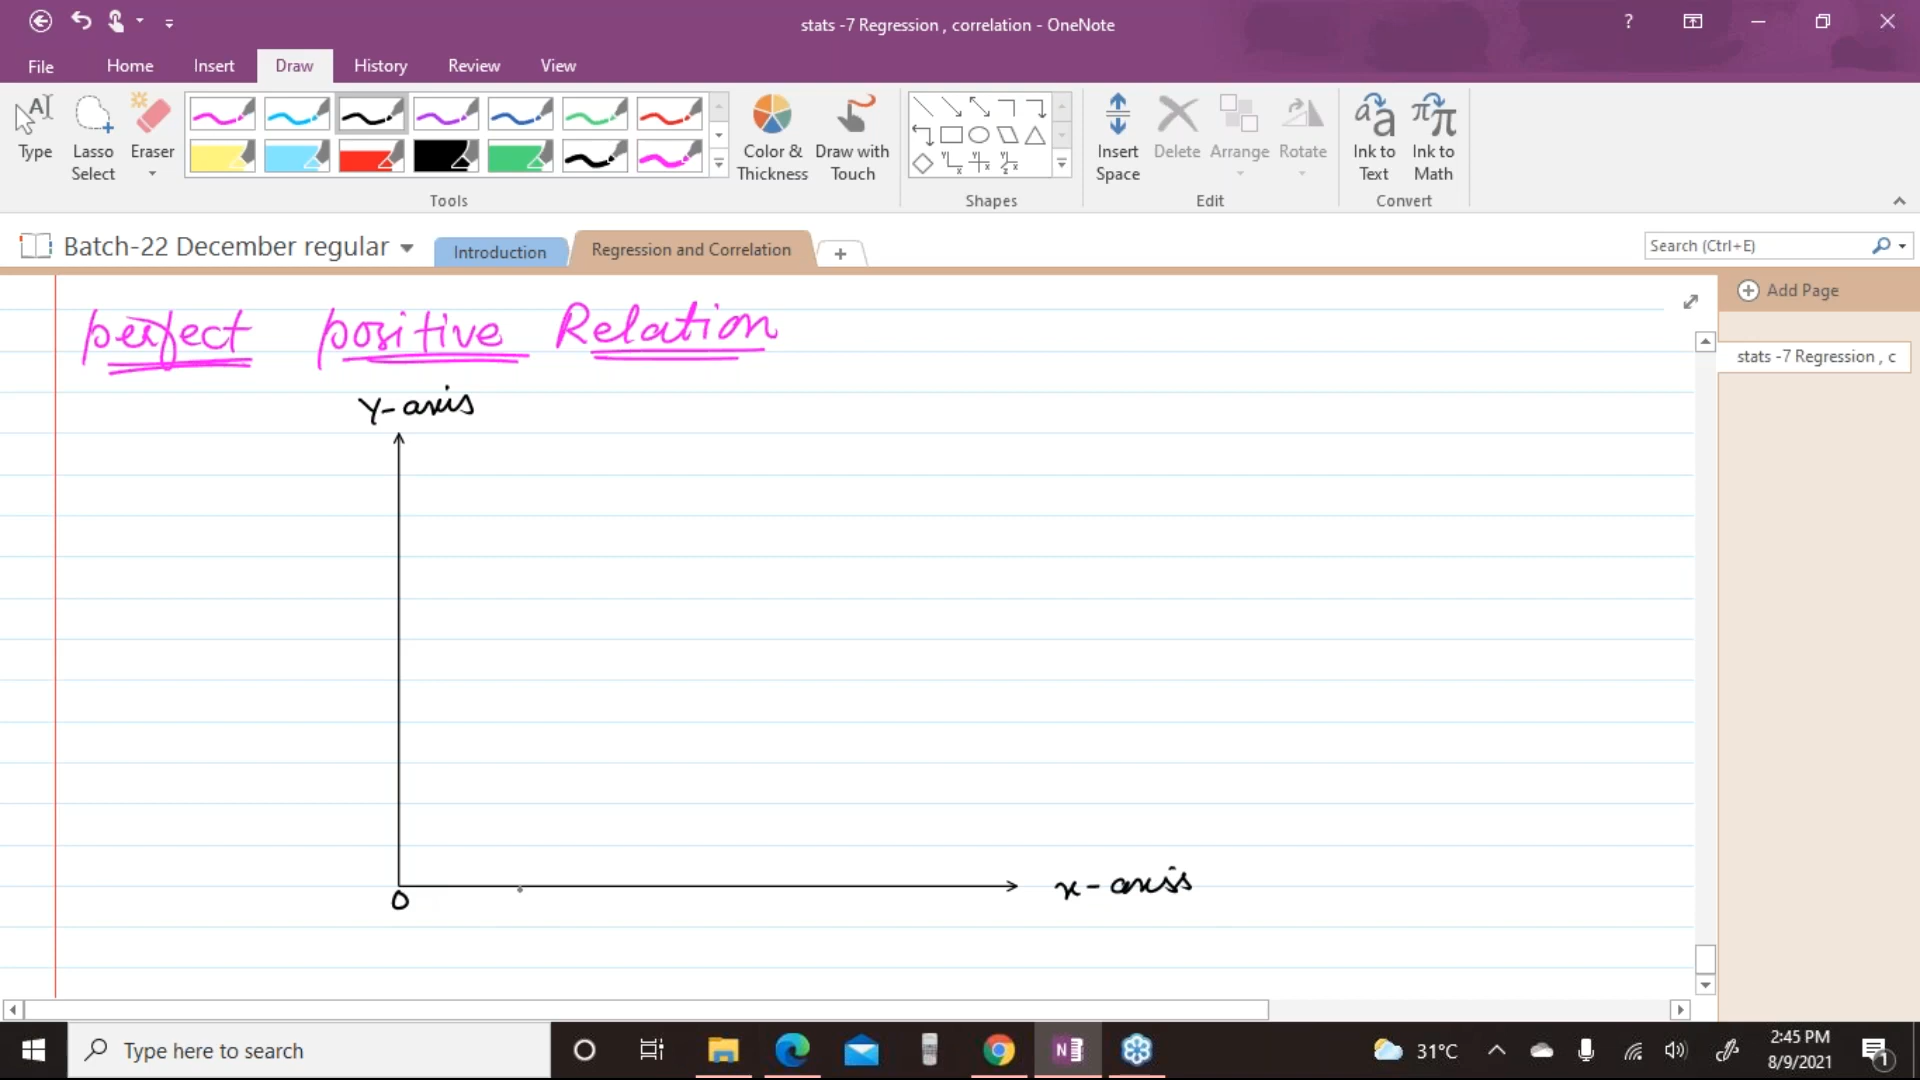 stats -7 Regression , correlation - OneNote
?
File Home Insert Draw History Review View
Type Lasso Select Eraser Color & Thickness Draw with Touch Insert Space Delete Arrange Rotate Ink to Text Ink to Math
Tools Shapes Edit Convert
Batch-22 December regular Introduction Regression and Correlation Search (Ctrl+E)
Add Page
stats -7 Regression , c
perfect positive Relation
Y-axis
O
x-axis
Type here to search
31°C
2:45 PM
8/9/2021
1